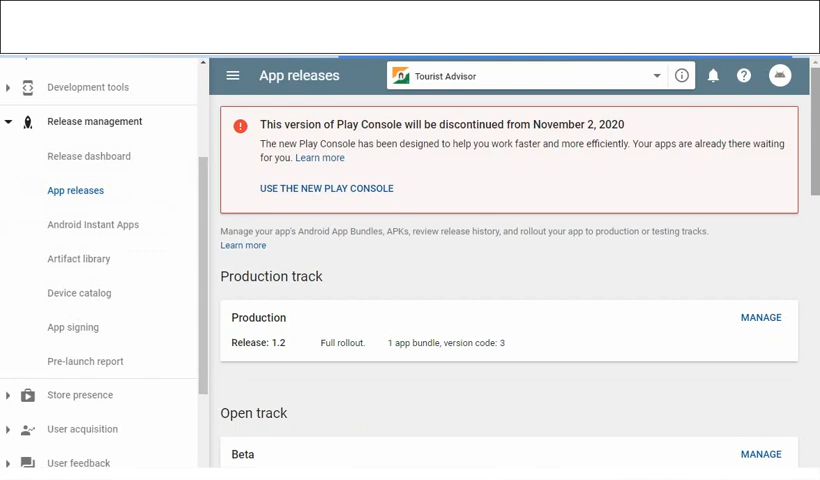 Development tools
Release management
Release dashboard
App releases
Android Instant Apps
Artifact library
Device catalog
App signing
Pre-launch report
Store presence
User acquisition
User feedback
App releases
Tourist Advisor
This version of Play Console will be discontinued from November 2, 2020
The new Play Console has been designed to help you work faster and more efficiently. Your apps are already there waiting
for you. Learn more
USE THE NEW PLAY CONSOLE
Manage your app's Android App Bundles, APKs, review release history, and rollout your app to production or testing tracks.
Learn more
Production track
Production MANAGE
Release: 1.2 Full rollout. 1 app bundle, version code: 3
Open track
Beta MANAGE